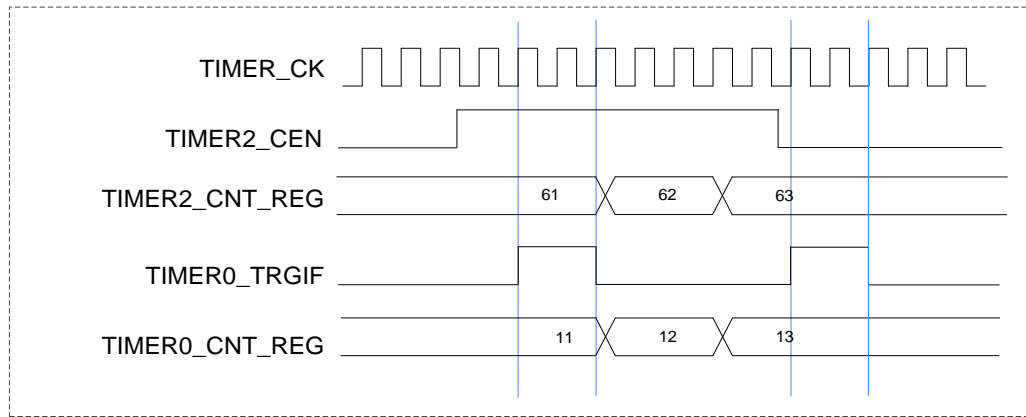 TIMER_CK
TIMER2_CEN
TIMER2_CNT_REG 61 62 63
TIMER0_TRGIF
TIMER0_CNT_REG 11 12 13